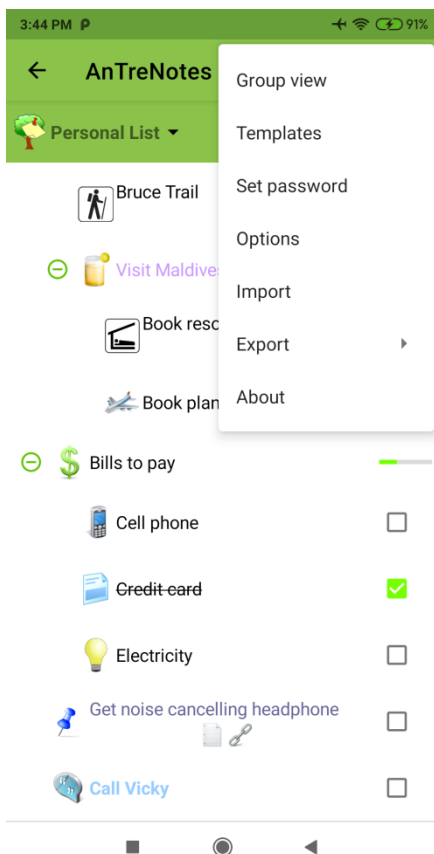 3:44 PM
91%
AnTreNotes
Group view
Templates
Set password
Options
Import
Export
About
Personal List
Bruce Trail
Visit Maldive
Book reso
Book plan
Bills to pay
Cell phone
Credit card
Electricity
Get noise cancelling headphone
Call Vicky